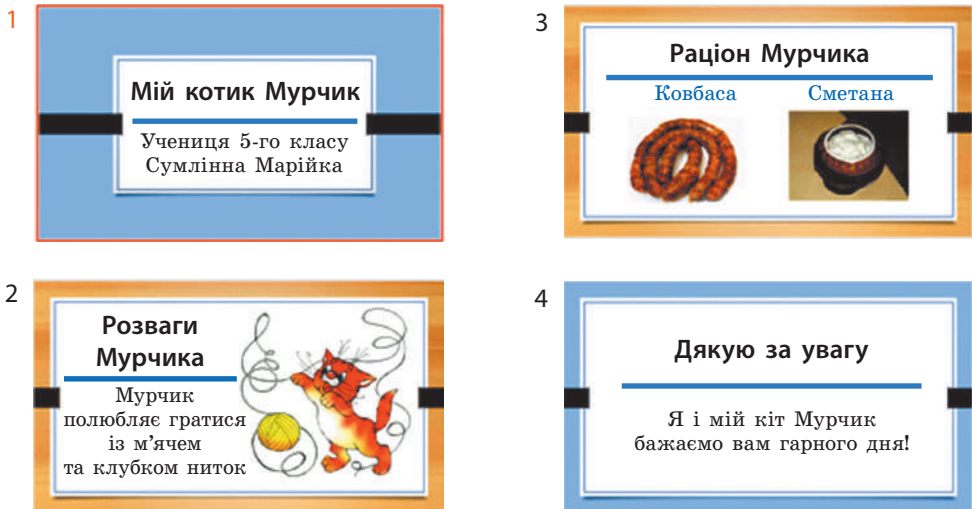 1
Мій котик Мурчик
Учениця 5-го класу
Сумлінна Марійка
2
Розваги
Мурчика
Мурчик
полюбляє гратися
із м'ячем
та клубком ниток
3
Раціон Мурчика
Ковбаса Сметана
4
Дякую за увагу
Я і мій кіт Мурчик
бажаємо вам гарного дня!